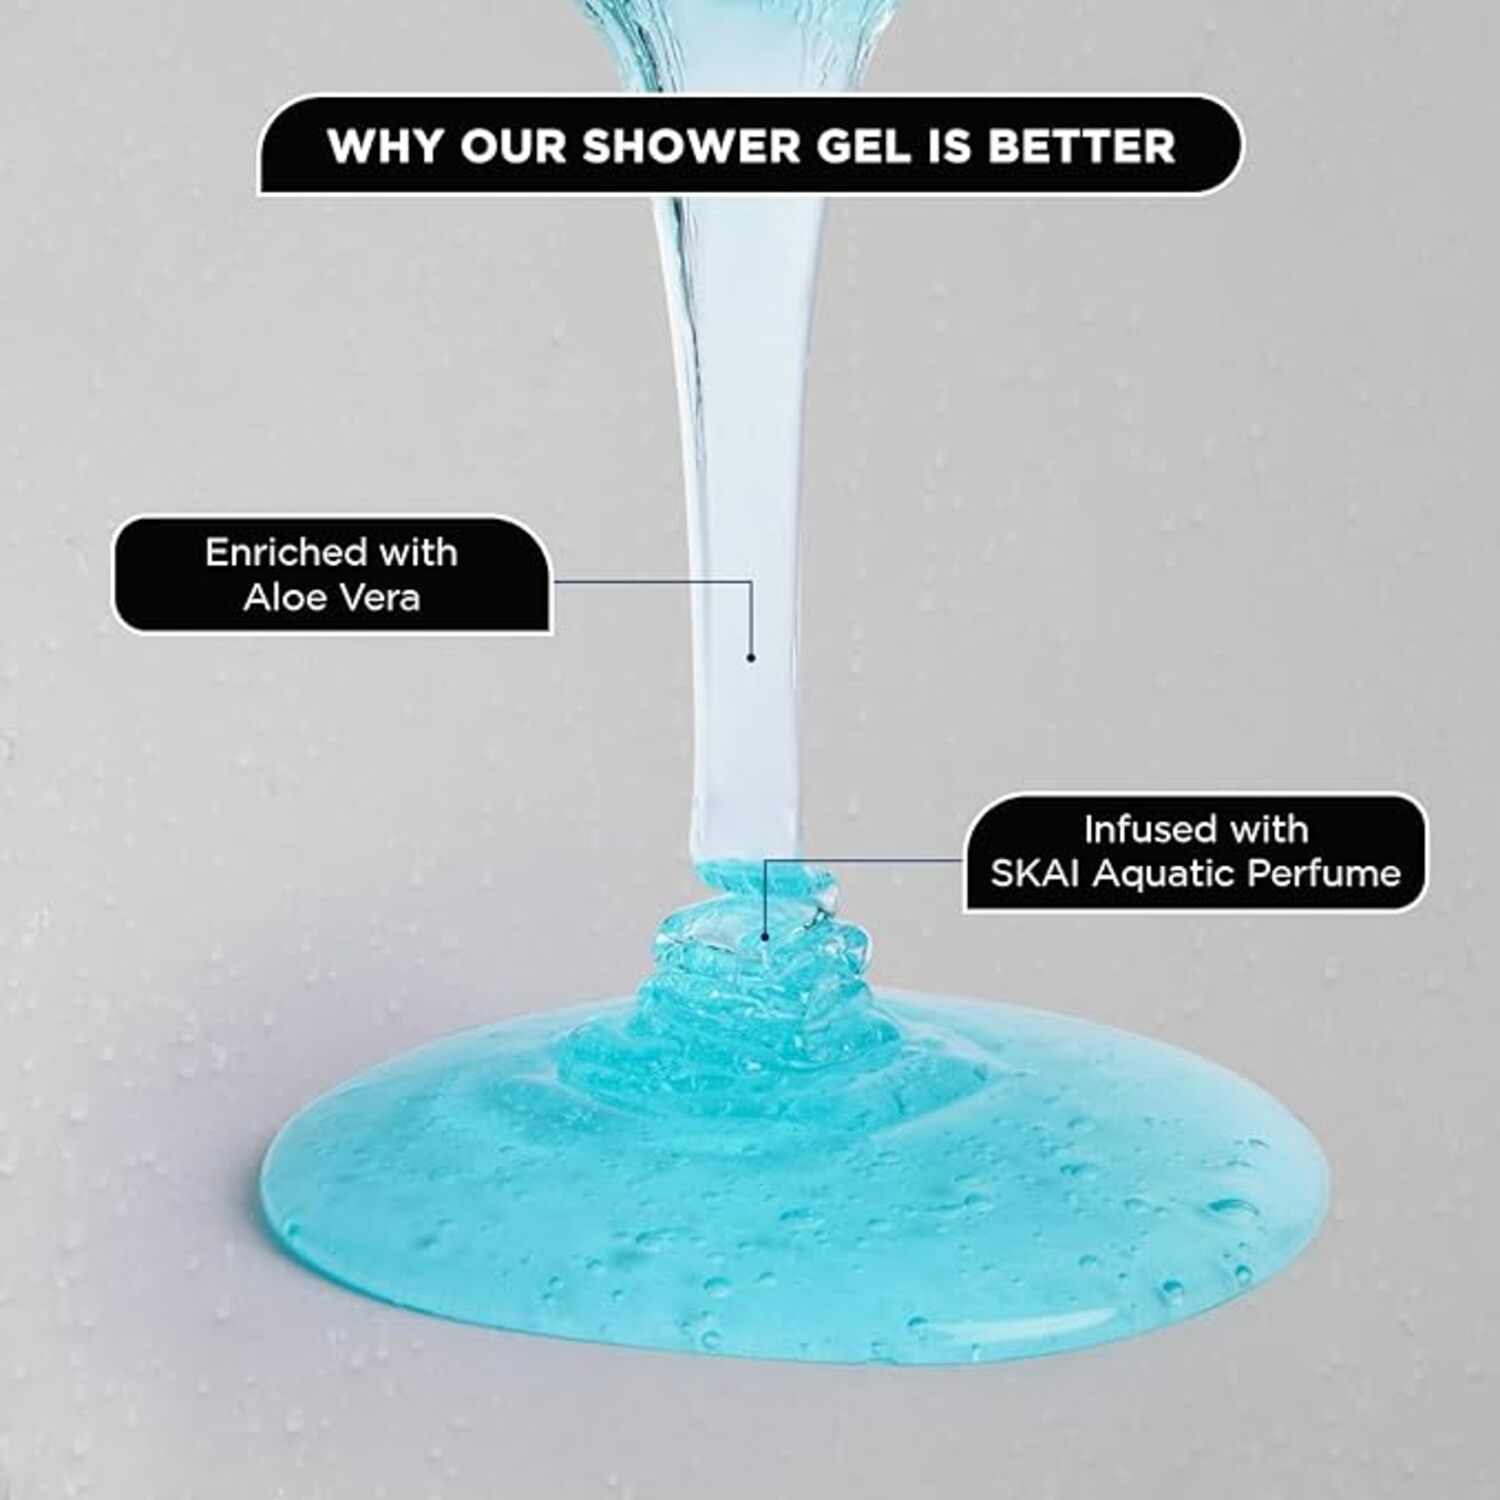 WHY OUR SHOWER GEL IS BETTER
Enriched with
Aloe Vera
Infused with
SKAI Aquatic Perfume